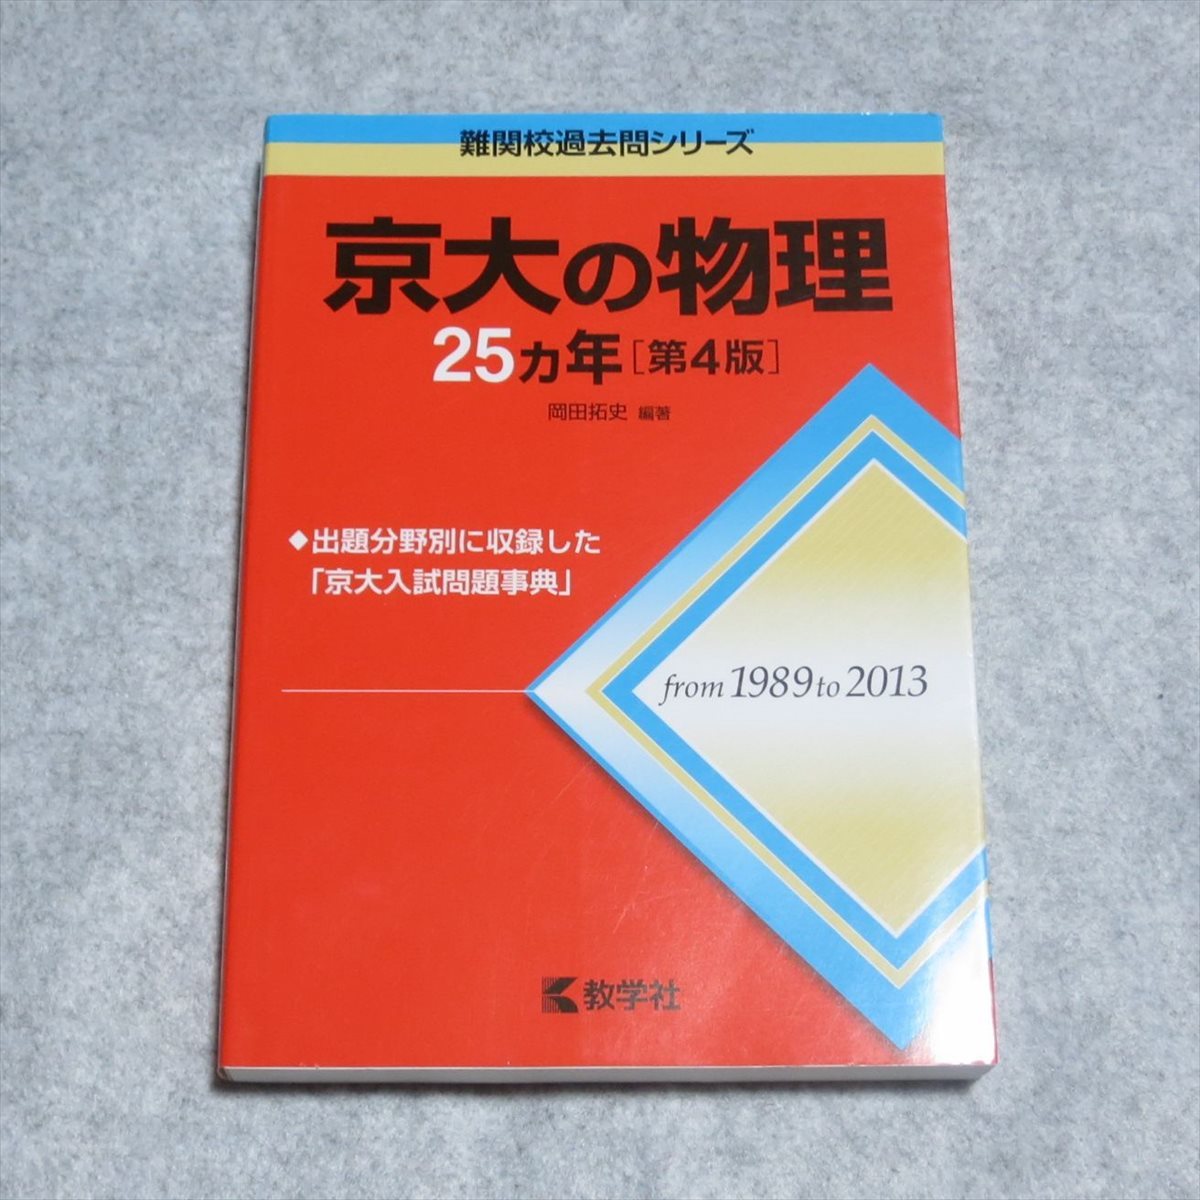 難関校過去問シリーズ
京大の物理
25カ年[第4版]
岡田拓史 編著
◆出題分野別に収録した
「京大入試問題事典」
from 1989 to 2013
教学社